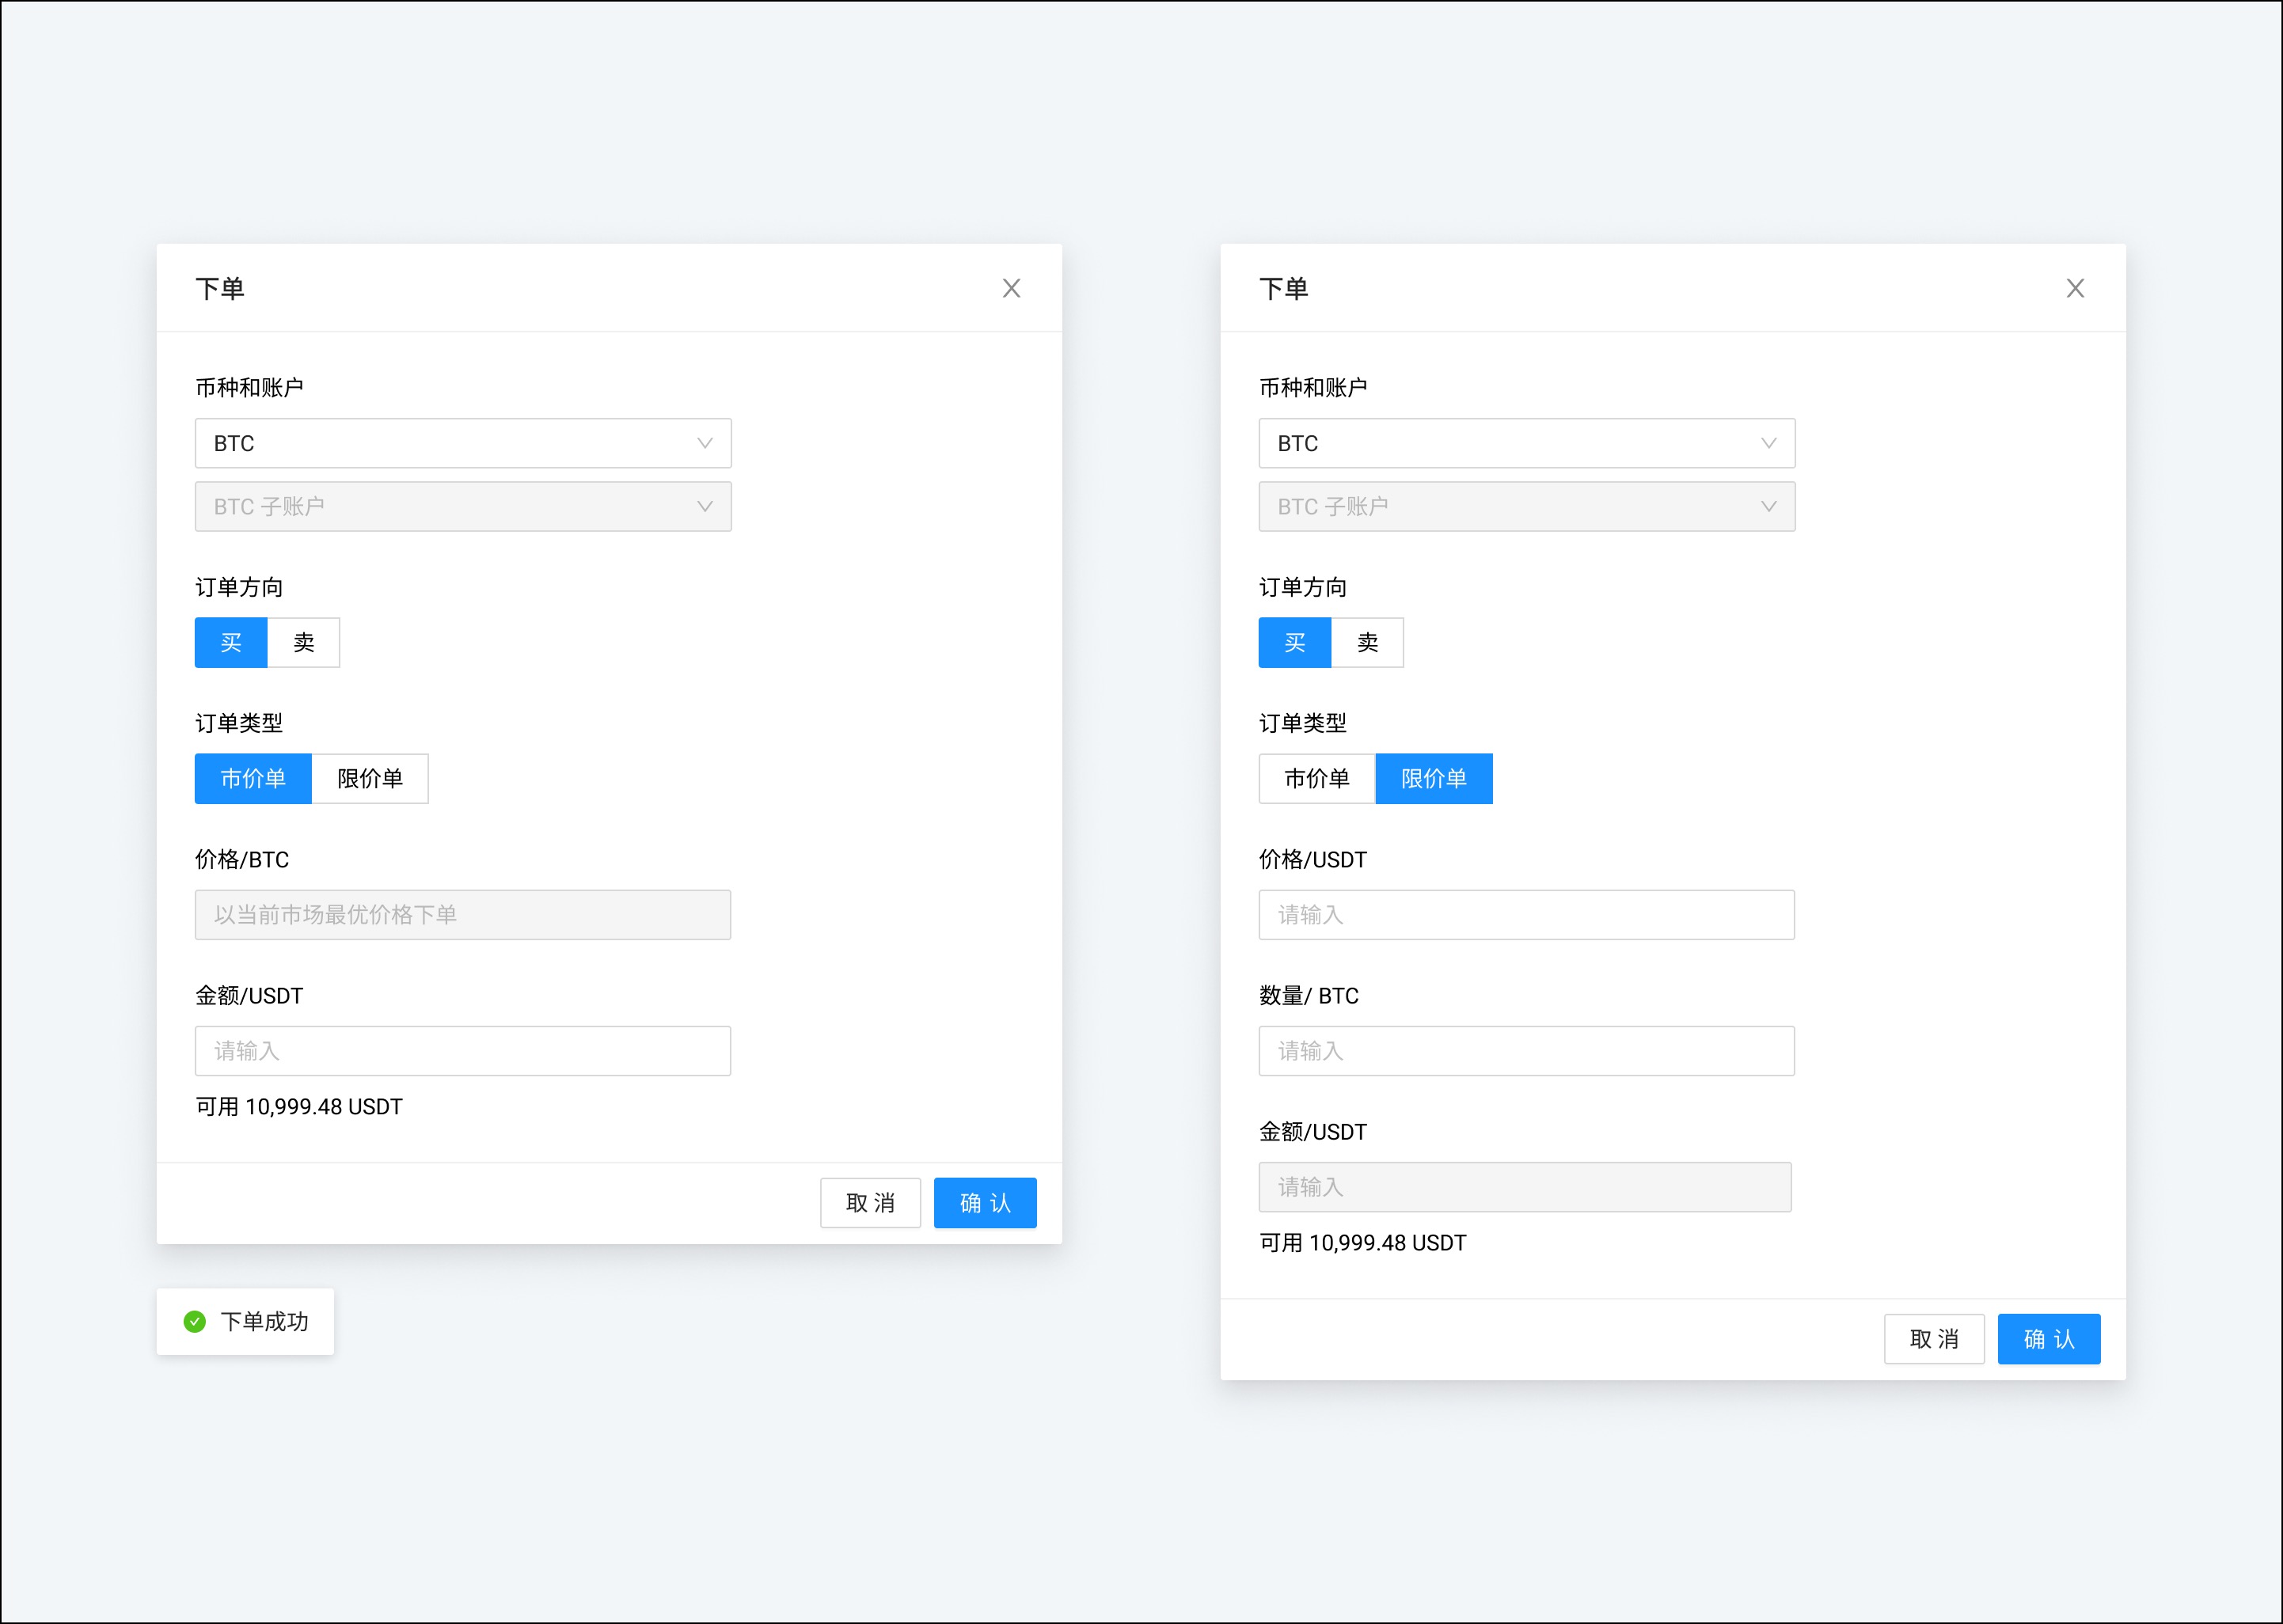 下单
币种和账户
BTC
BTC 子账户
订单方向
买 卖
订单类型
市价单 限价单
价格/BTC
以当前市场最优价格下单
金额/USDT
请输入
可用 10,999.48 USDT
取 消 确 认
下单成功
下单
币种和账户
BTC
BTC 子账户
订单方向
买 卖
订单类型
市价单 限价单
价格/USDT
请输入
数量/ BTC
请输入
金额/USDT
请输入
可用 10,999.48 USDT
取 消 确 认